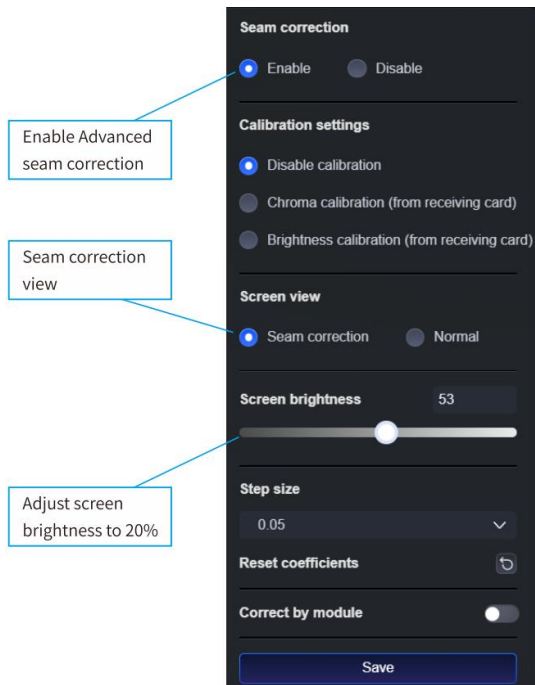 Seam correction
Enable Disable
Enable Advanced
seam correction
Calibration settings
Disable calibration
Chroma calibration (from receiving card)
Brightness calibration (from receiving card)
Seam correction
view
Screen view
Seam correction Normal
Screen brightness 53
Adjust screen
brightness to 20%
Step size
0.05
Reset coefficients
Correct by module
Save